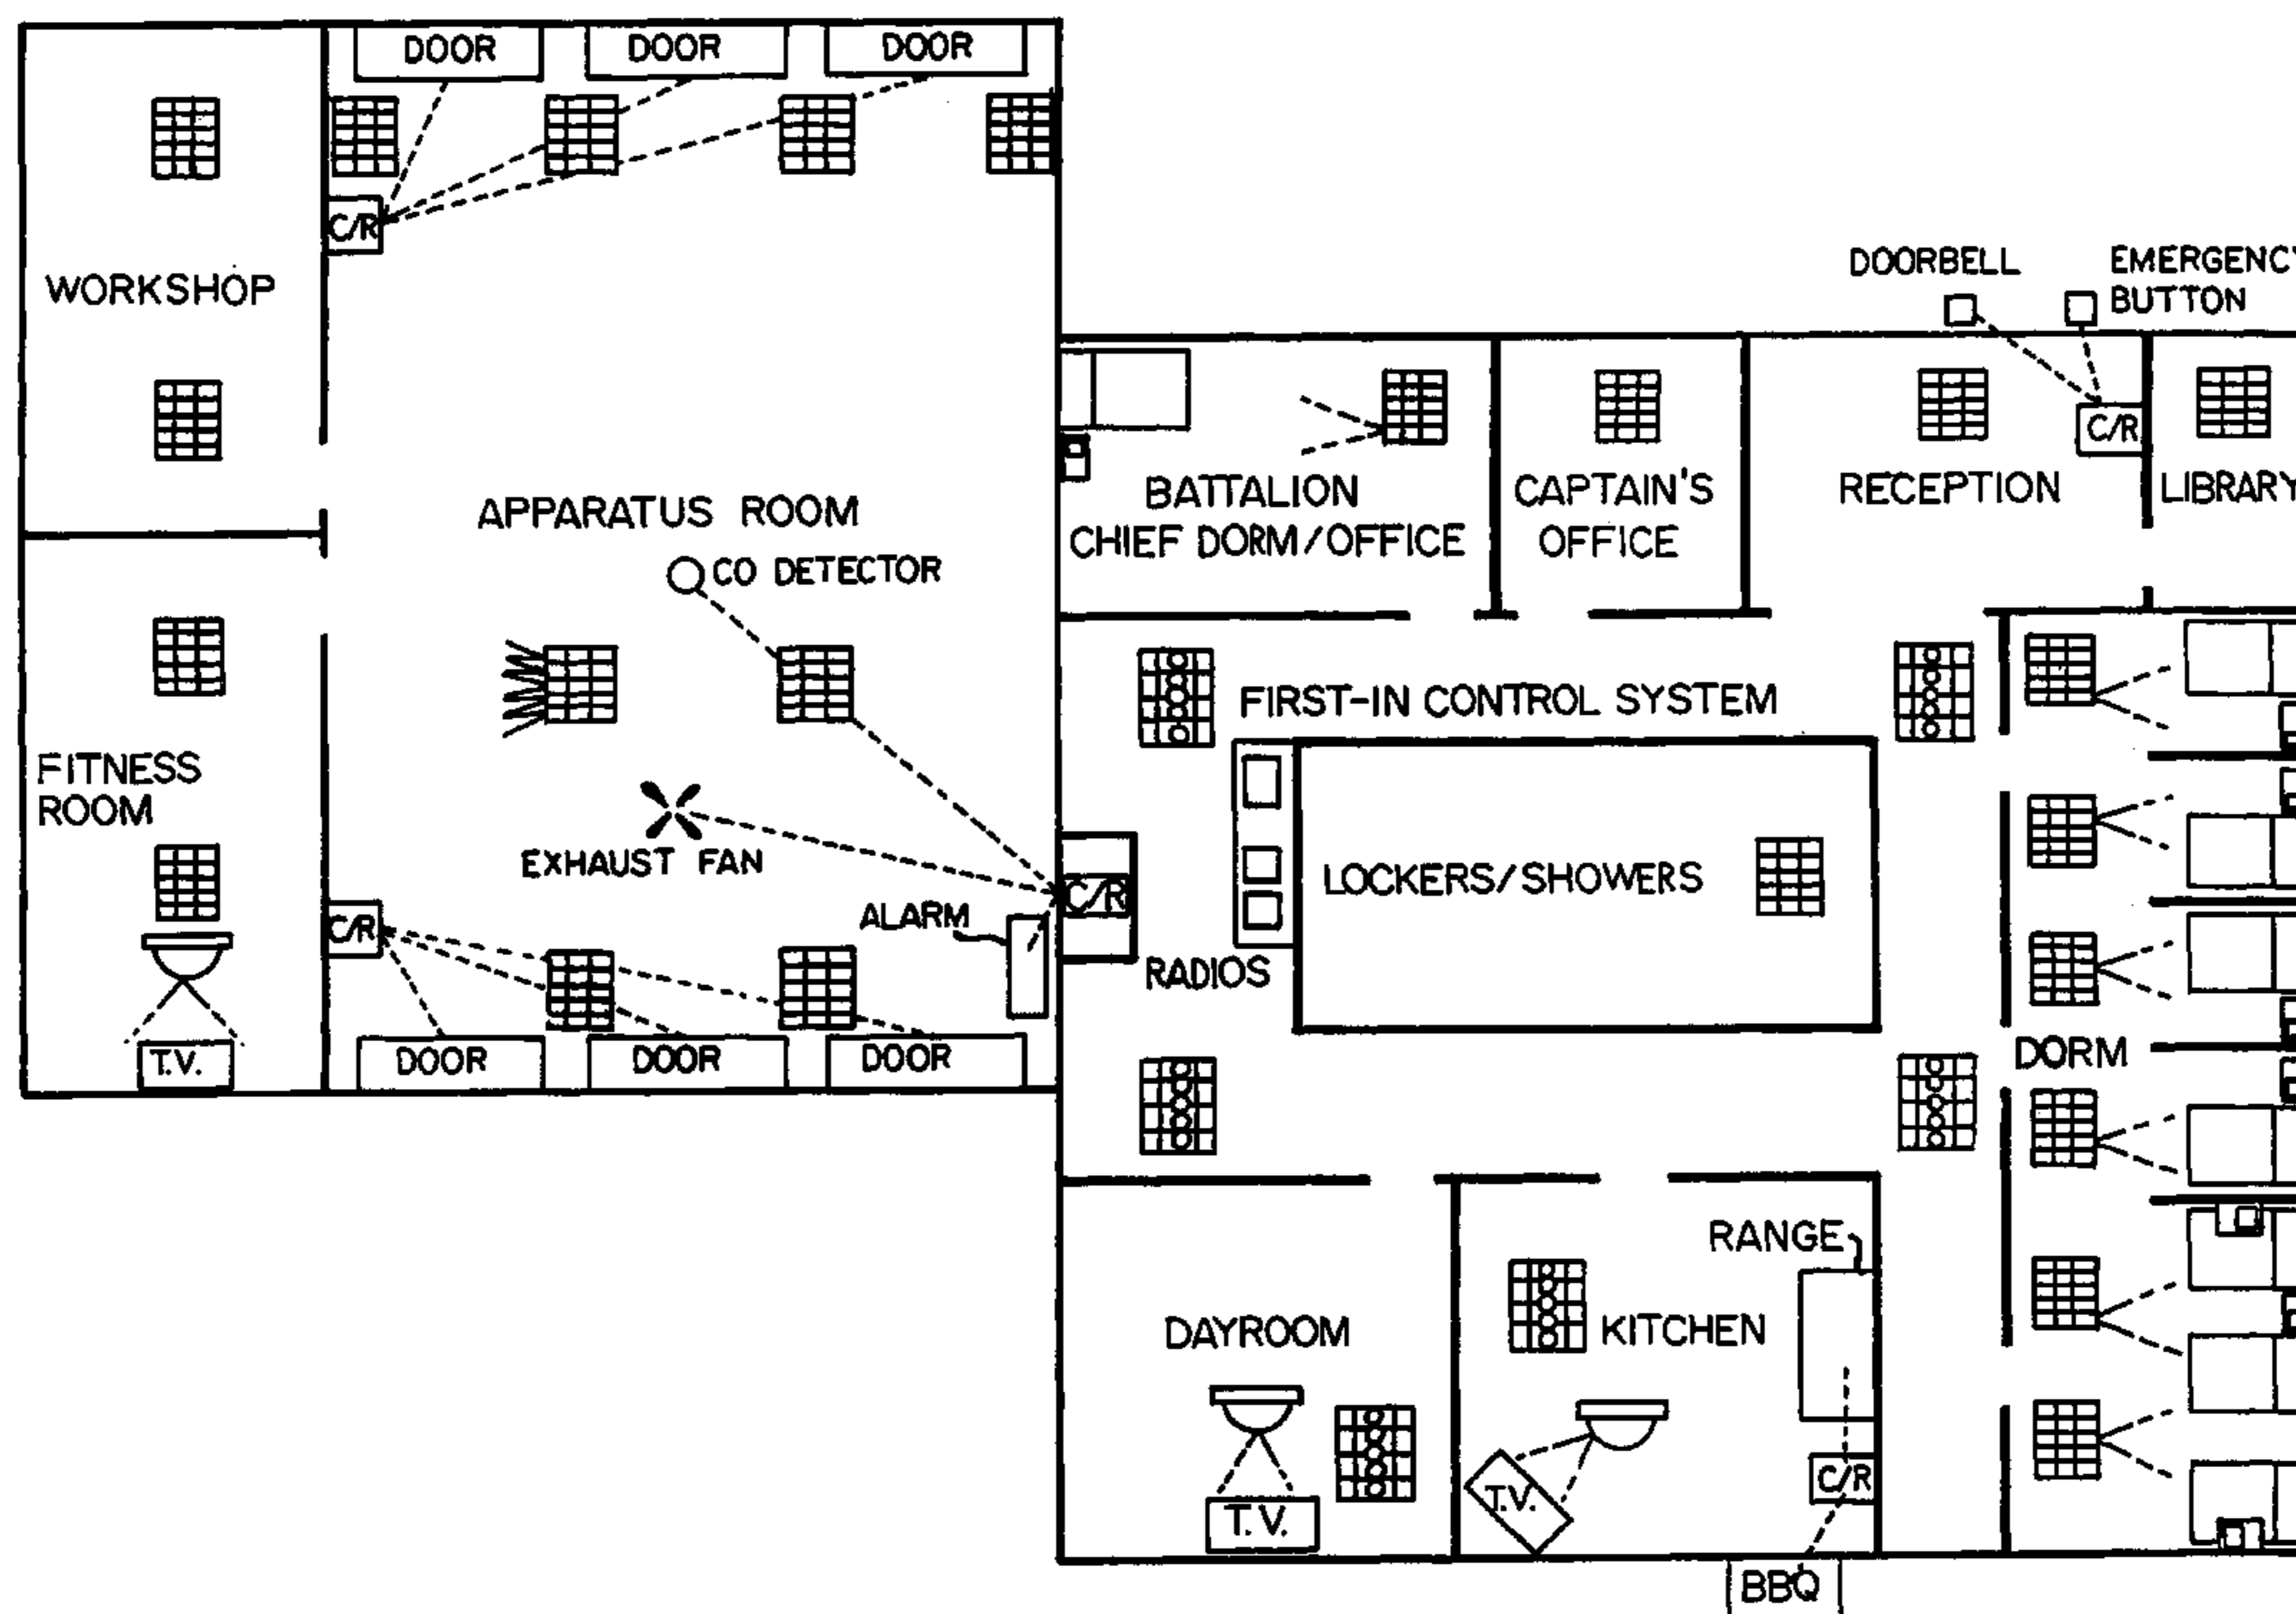 DOOR
DOOR
DOOR
C/R
WORKSHOP
DOORBELL
EMERGENCY
BUTTON
C/R
APPARATUS ROOM
BATTALION
CHIEF DORM/OFFICE
CAPTAIN'S
OFFICE
RECEPTION
LIBRARY
CO DETECTOR
FIRST-IN CONTROL SYSTEM
FITNESS
ROOM
EXHAUST FAN
LOCKERS/SHOWERS
C/R
ALARM
C/R
RADIOS
T.V.
DOOR
DOOR
DOOR
DORM
RANGE
DAYROOM
KITCHEN
T.V.
T.V.
C/R
BBQ